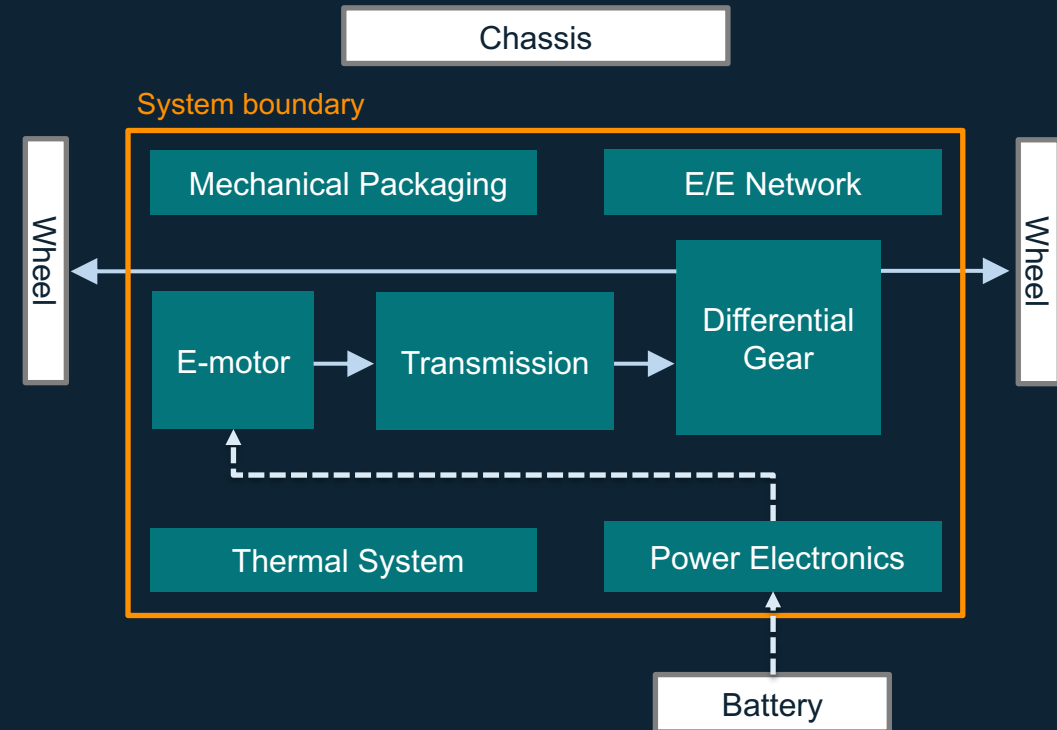 Chassis
System boundary
Mechanical Packaging
E/E Network
Wheel
Wheel
E-motor
Transmission
Differential
Gear
Thermal System
Power Electronics
Battery